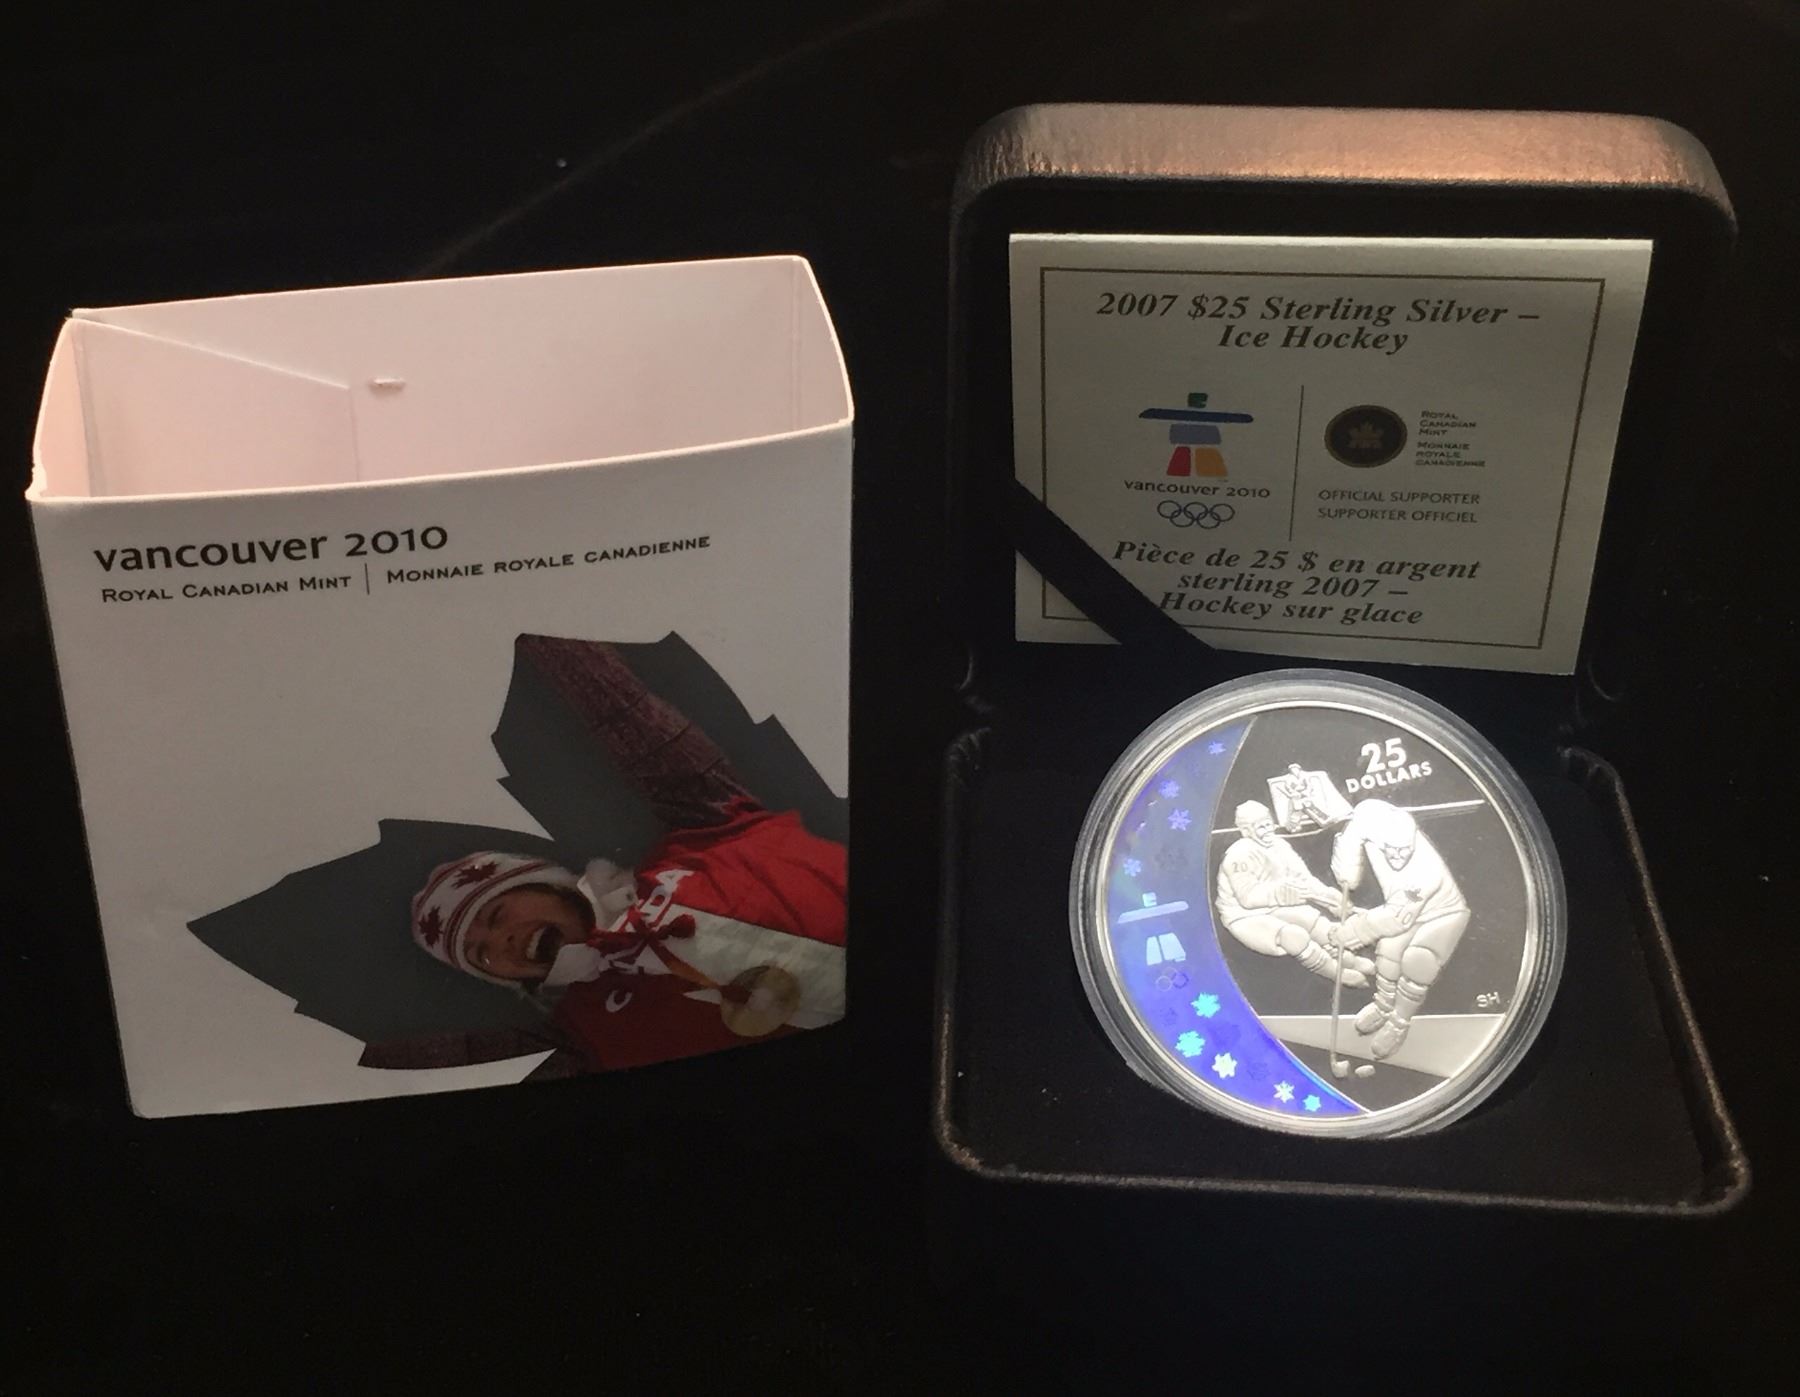 vancouver 2010
ROYAL CANADIAN MINT | MONNAIE ROYALE CANADIENNE
2007 $25 Sterling Silver –
Ice Hockey
vancouver 2010
ROYAL
CANADIAN
MINT
MONNAIE
ROYALE
CANADIENNE
OFFICIAL SUPPORTER
SUPPORTER OFFICIEL
Pièce de 25 $ en argent
sterling 2007 –
Hockey sur glace
25
DOLLARS
20
10
SH